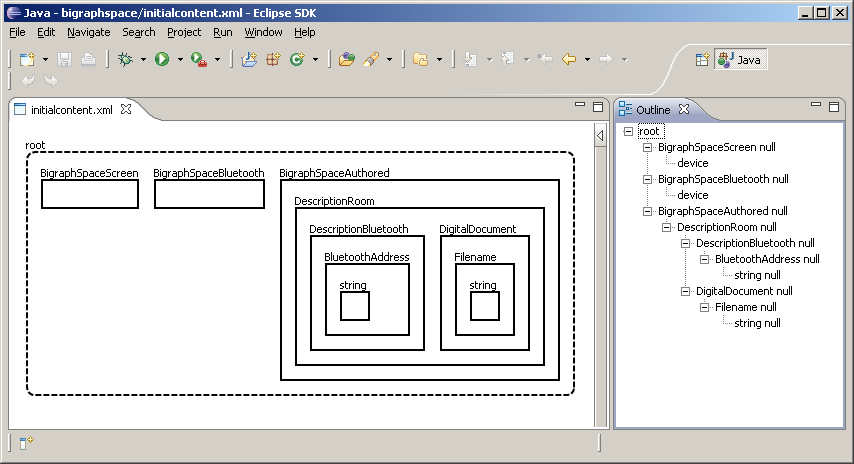 Java - bigraphspace/initialcontent.xml - Eclipse SDK
File Edit Navigate Search Project Run Window Help
Java
initialcontent.xml
root
BigraphSpaceScreen BigraphSpaceBluetooth BigraphSpaceAuthored
DescriptionRoom
DescriptionBluetooth DigitalDocument
BluetoothAddress Filename
string string
Outline
root
BigraphSpaceScreen null
device
BigraphSpaceBluetooth null
device
BigraphSpaceAuthored null
DescriptionRoom null
DescriptionBluetooth null
BluetoothAddress null
string null
DigitalDocument null
Filename null
string null